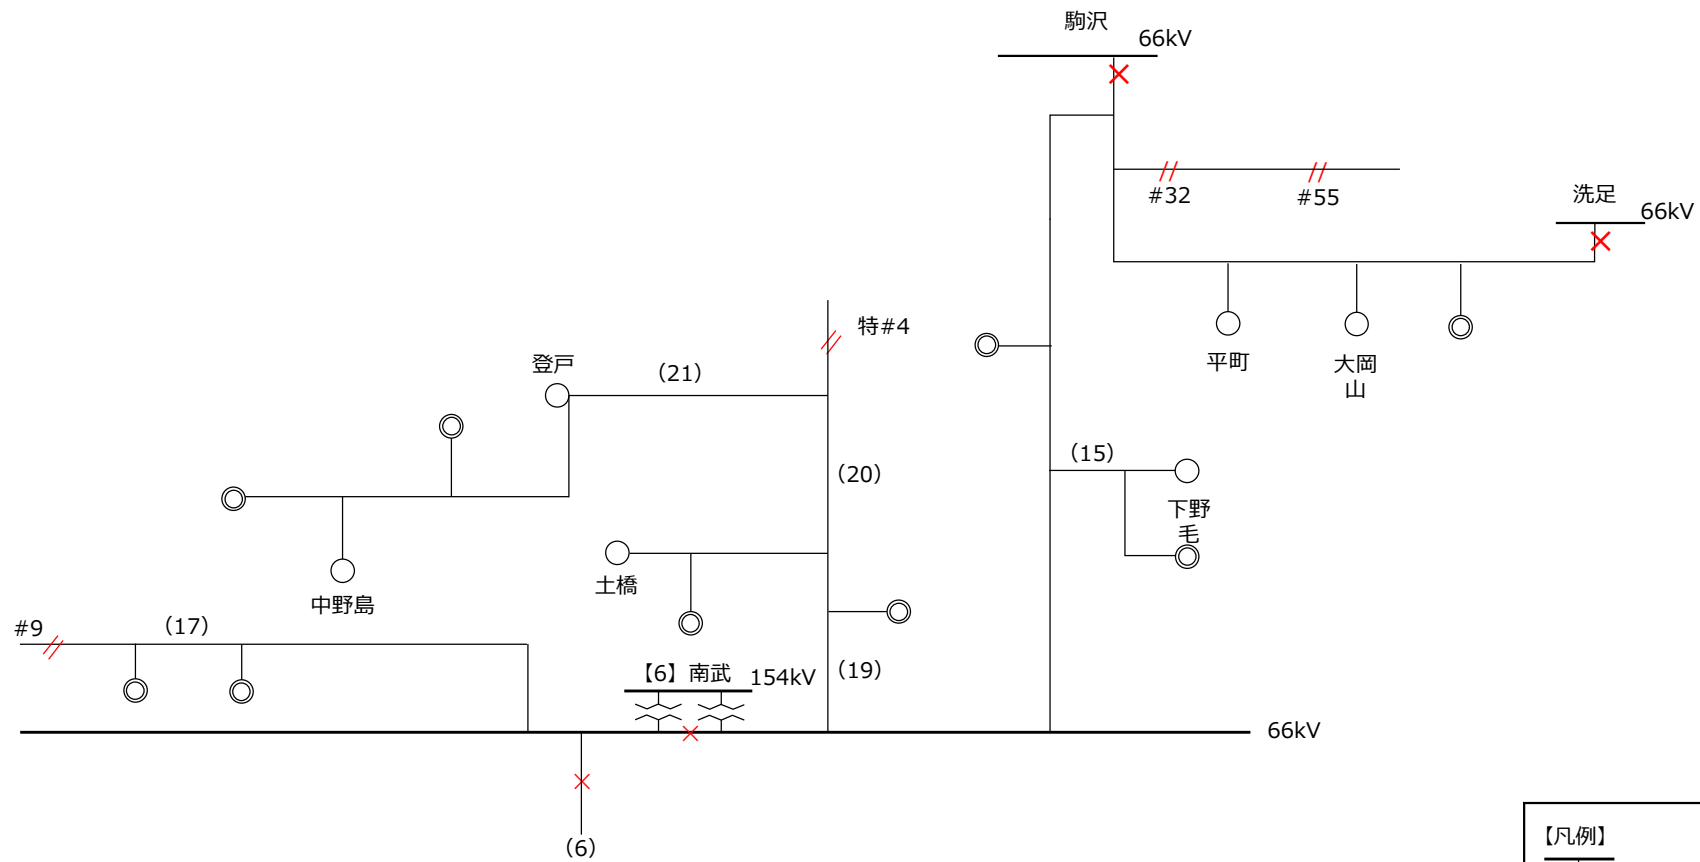 駒沢
66kV
#32
#55
洗足
66kV
特#4
登戸
(21)
平町
大岡
山
(20)
(15)
下野
毛
中野島
土橋
#9
(17)
【6】南武
154kV
(19)
66kV
(6)
【凡例】